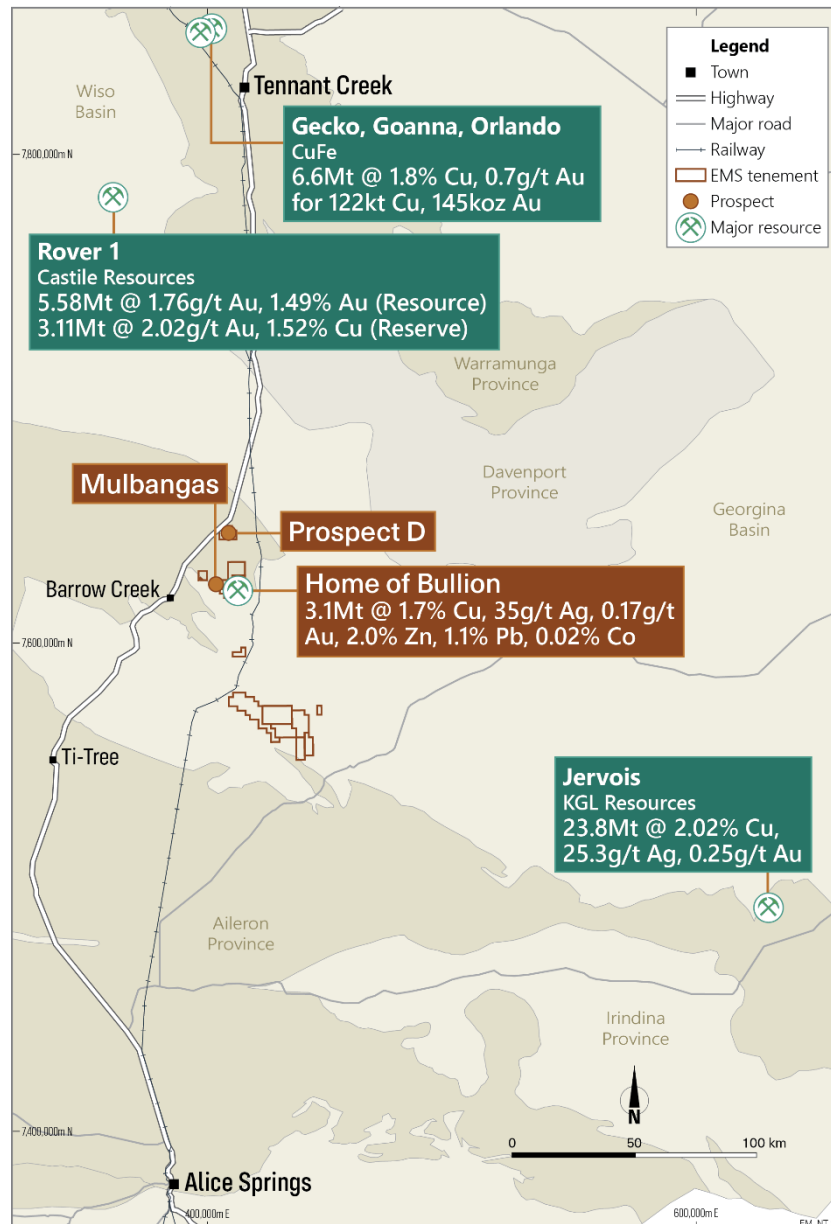 Legend
Town
Highway
Major road
Railway
EMS tenement
Prospect
Major resource
Wiso
Basin
Tennant Creek
Gecko, Goanna, Orlando
CuFe
6.6Mt @ 1.8% Cu, 0.7g/t Au
for 122kt Cu, 145koz Au
7,800,000m N
Rover 1
Castile Resources
5.58Mt @ 1.76g/t Au, 1.49% Au (Resource)
3.11Mt @ 2.02g/t Au, 1.52% Cu (Reserve)
Warramunga
Province
Davenport
Province
Georgina
Basin
Mulbangas
Prospect D
Barrow Creek
Home of Bullion
3.1Mt @ 1.7% Cu, 35g/t Ag, 0.17g/t
Au, 2.0% Zn, 1.1% Pb, 0.02% Co
7,600,000m N
Ti-Tree
Jervois
KGL Resources
23.8Mt @ 2.02% Cu,
25.3g/t Ag, 0.25g/t Au
Aileron
Province
Irindina
Province
N
7,400,000m N
0 50 100 km
Alice Springs
400,000m E
600,000m E